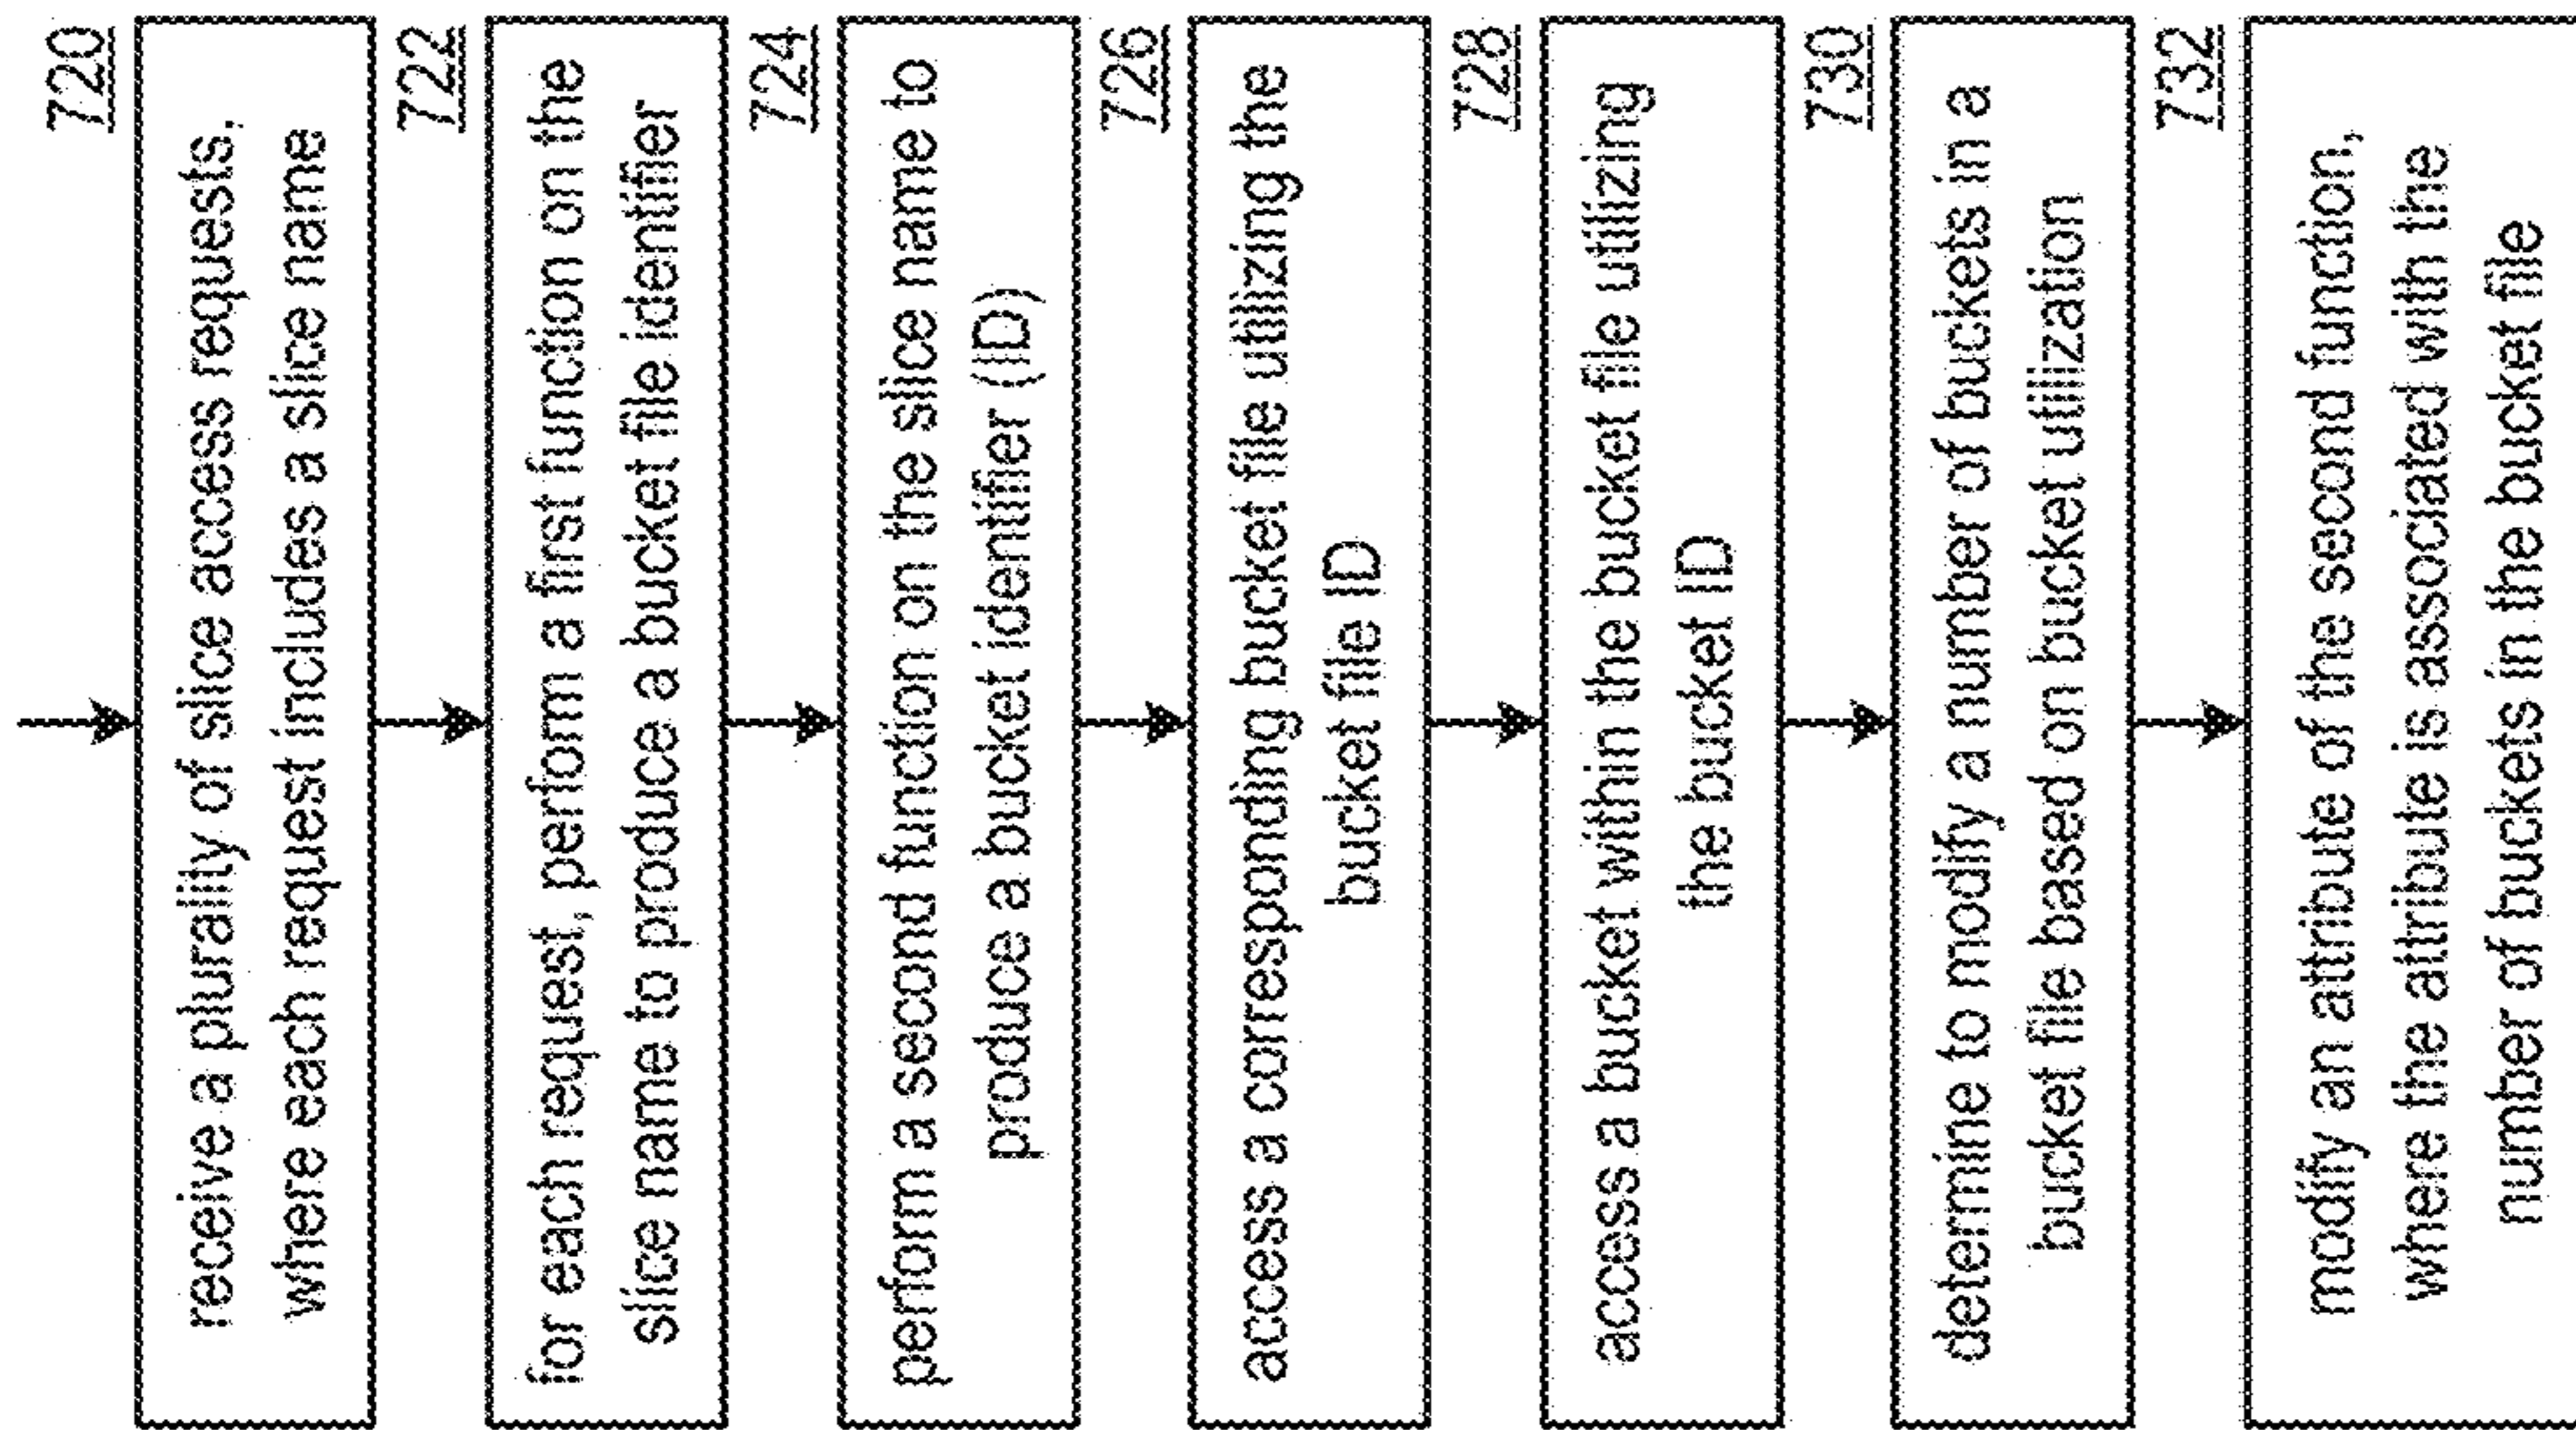 720
receive a plurality of slice access requests,
where each request includes a slice name
722
for each request, perform a first function on the
slice name to produce a bucket file identifier
724
perform a second function on the slice name to
produce a bucket identifier (ID)
726
access a corresponding bucket file utilizing the
bucket file ID
728
access a bucket within the bucket file utilizing
the bucket ID
730
determine to modify a number of buckets in a
bucket file based on bucket utilization
732
modify an attribute of the second function,
where the attribute is associated with the
number of buckets in the bucket file